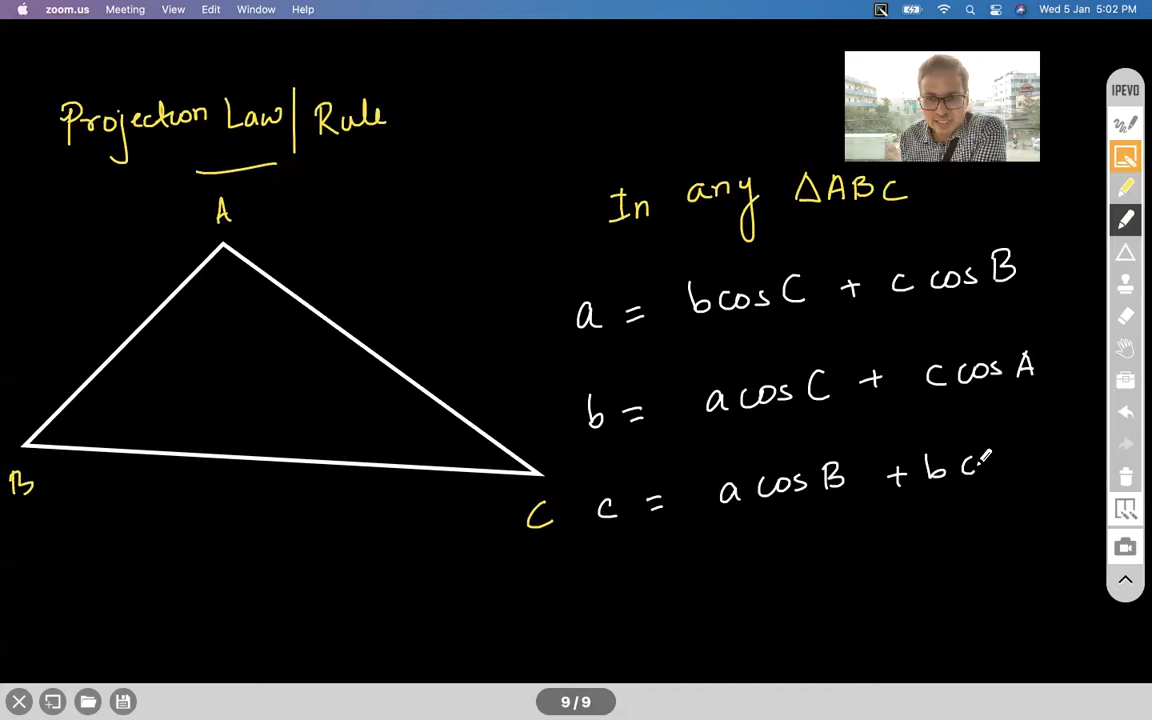 zoom.us Meeting View Edit Window Help Wed 5 Jan 5:02 PM
Projection Law | Rule
IPEVO
In any △ABC
A
a = b cos C + c cos B
b = a cos C + c cos A
B
C
c = a cos B + b c
9 / 9